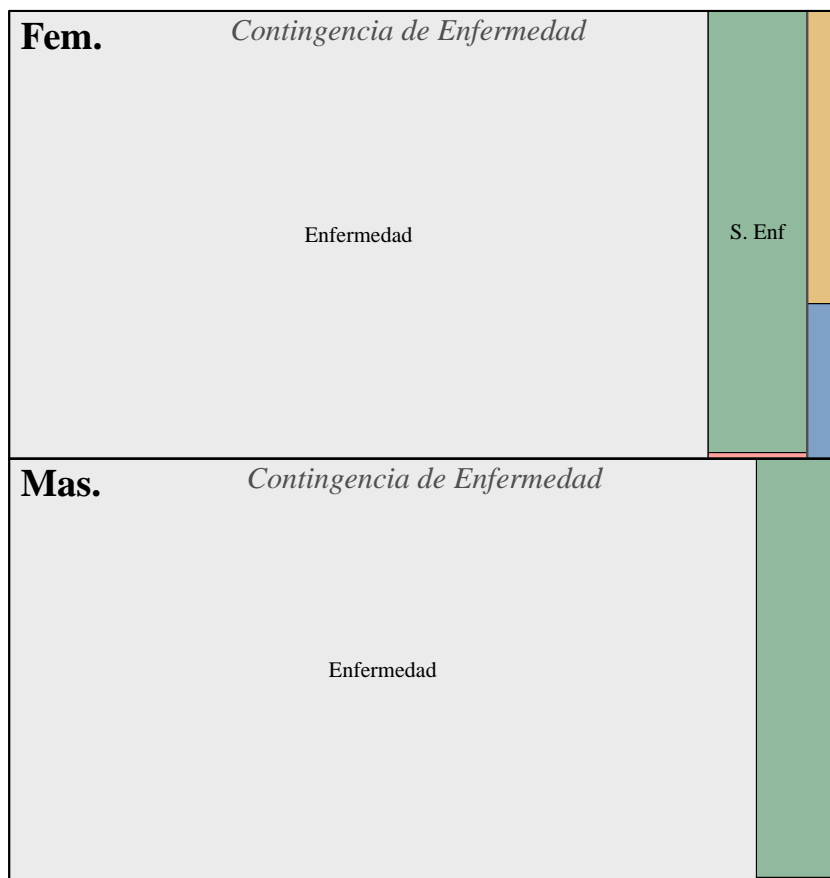 Fem.
Contingencia de Enfermedad
Enfermedad
S. Enf
Mas.
Contingencia de Enfermedad
Enfermedad